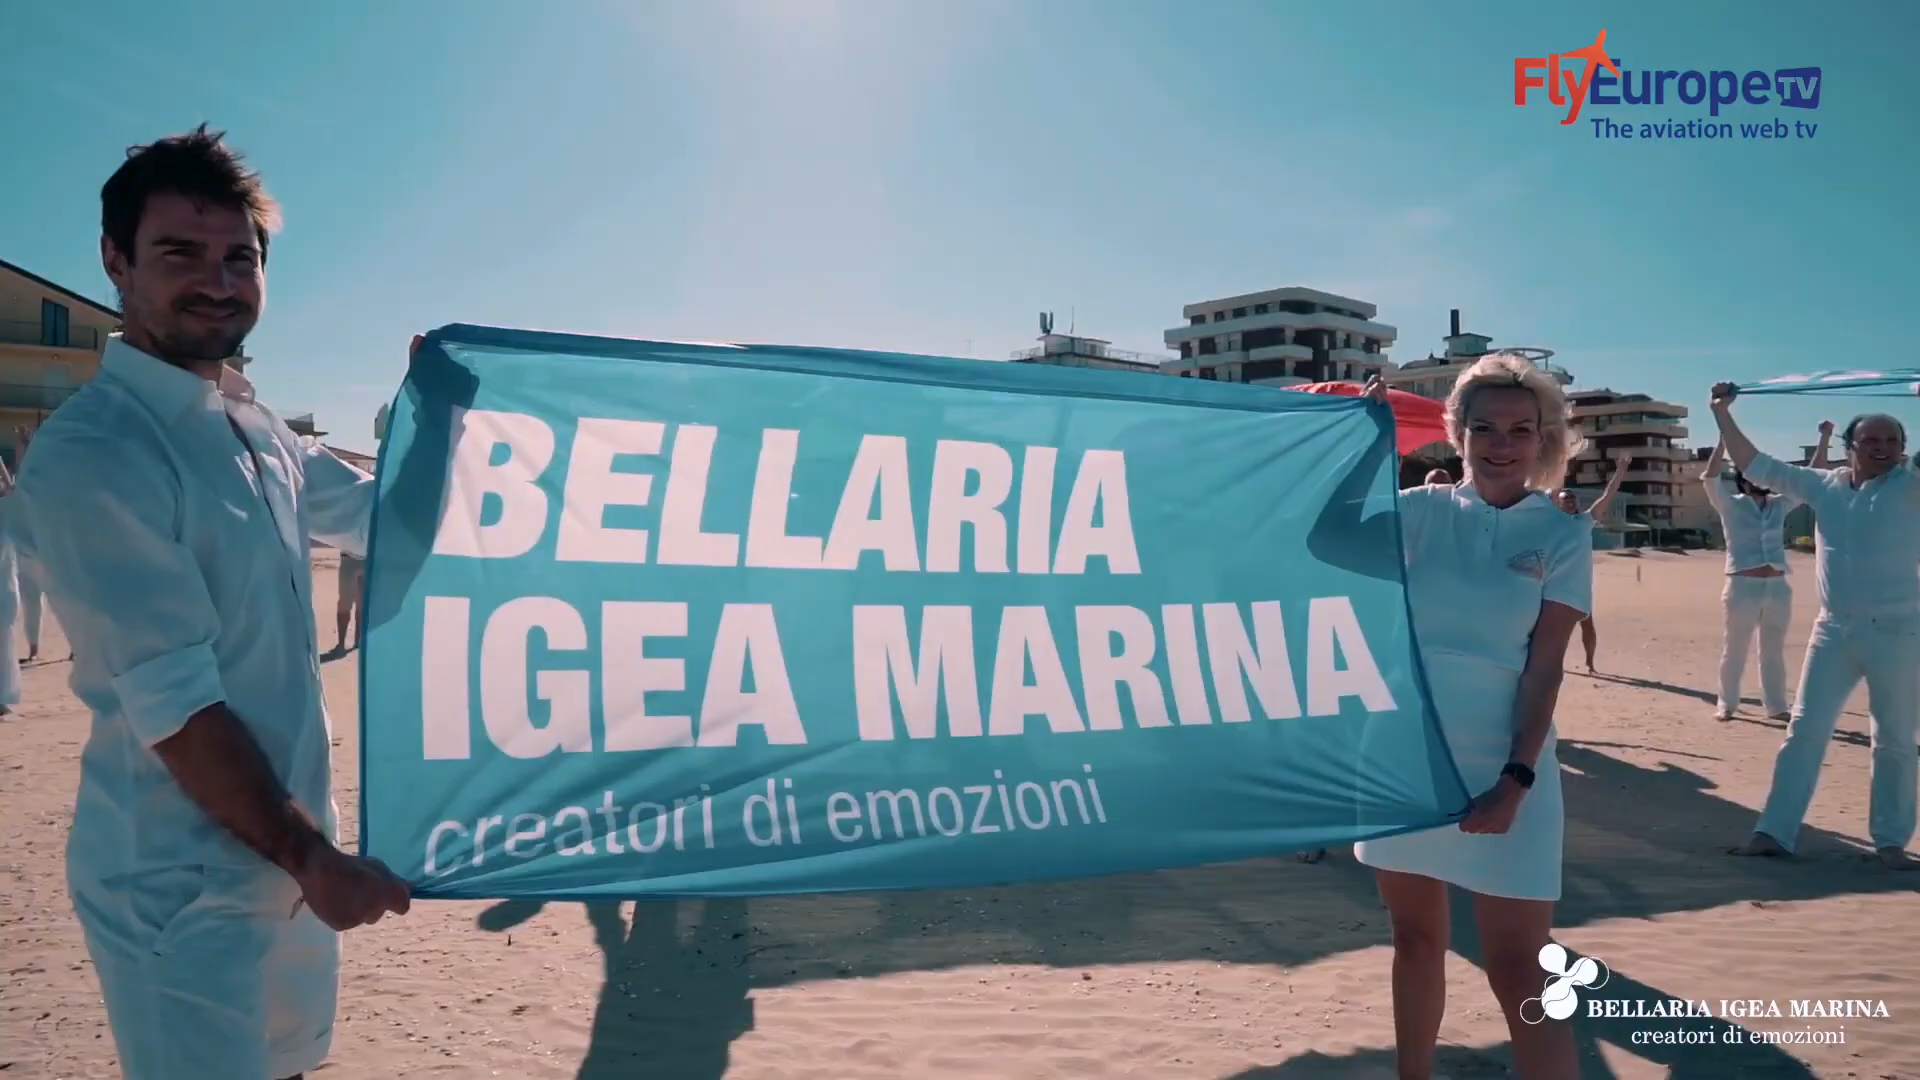 FlyEurope TV
The aviation web tv
BELLARIA
IGEA MARINA
creatori di emozioni
BELLARIA IGEA MARINA
creatori di emozioni